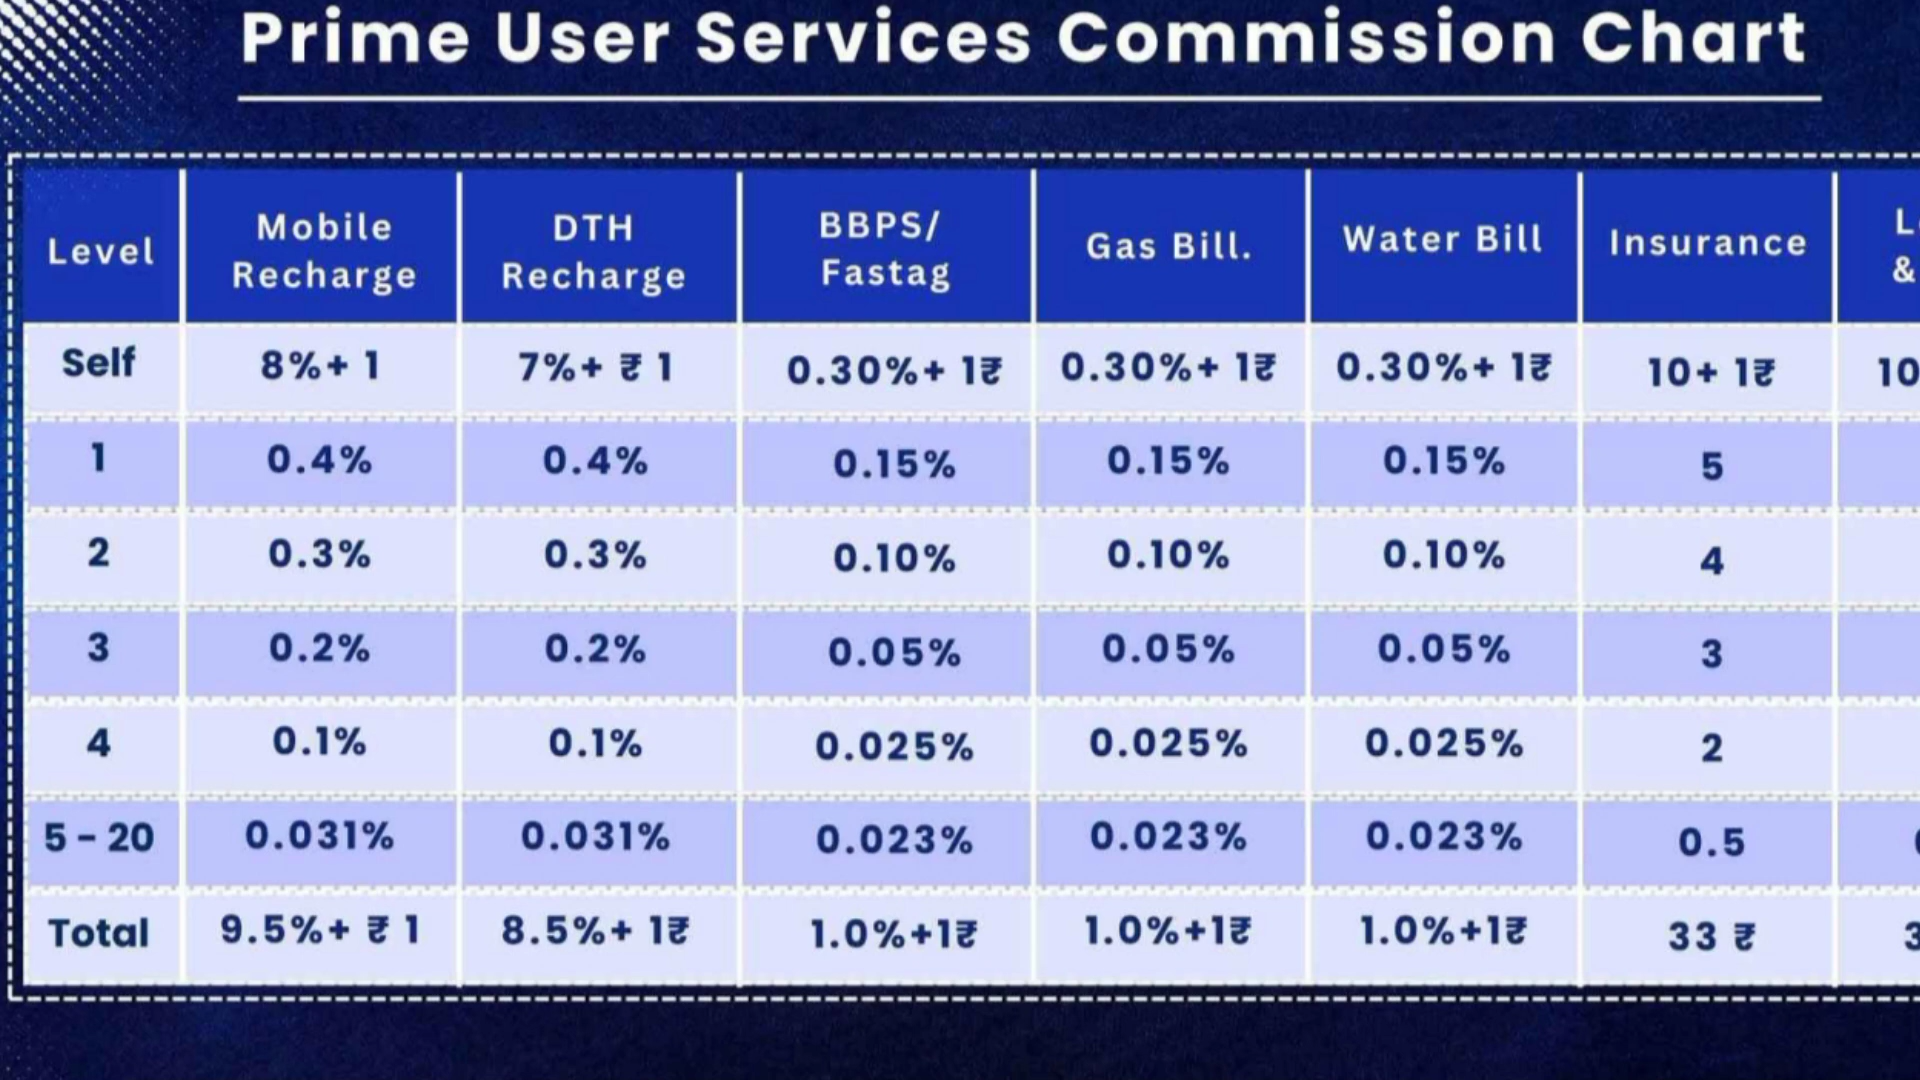 Prime User Services Commission Chart
Level Mobile Recharge DTH Recharge BBPS/ Fastag Gas Bill. Water Bill Insurance &
Self 8%+ 1 7%+ ₹ 1 0.30%+ 1₹ 0.30%+ 1₹ 0.30%+ 1₹ 10+ 1₹ 10
1 0.4% 0.4% 0.15% 0.15% 0.15% 5
2 0.3% 0.3% 0.10% 0.10% 0.10% 4
3 0.2% 0.2% 0.05% 0.05% 0.05% 3
4 0.1% 0.1% 0.025% 0.025% 0.025% 2
5 - 20 0.031% 0.031% 0.023% 0.023% 0.023% 0.5
Total 9.5%+ ₹ 1 8.5%+ 1₹ 1.0%+1₹ 1.0%+1₹ 1.0%+1₹ 33 ₹